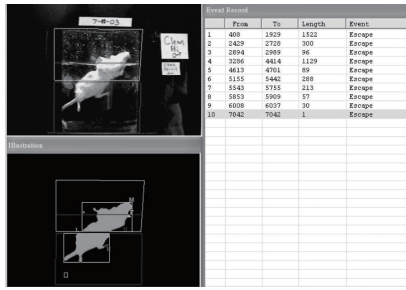 Event Record
From To Length Event
1 408 1929 1522 Escape
2 2429 2728 300 Escape
3 2894 2989 96 Escape
4 3286 4414 1129 Escape
5 4613 4701 89 Escape
6 5155 5442 288 Escape
7 5543 5755 213 Escape
8 5853 5909 57 Escape
9 6008 6037 30 Escape
10 7042 7042 1 Escape
Clean
Illustration